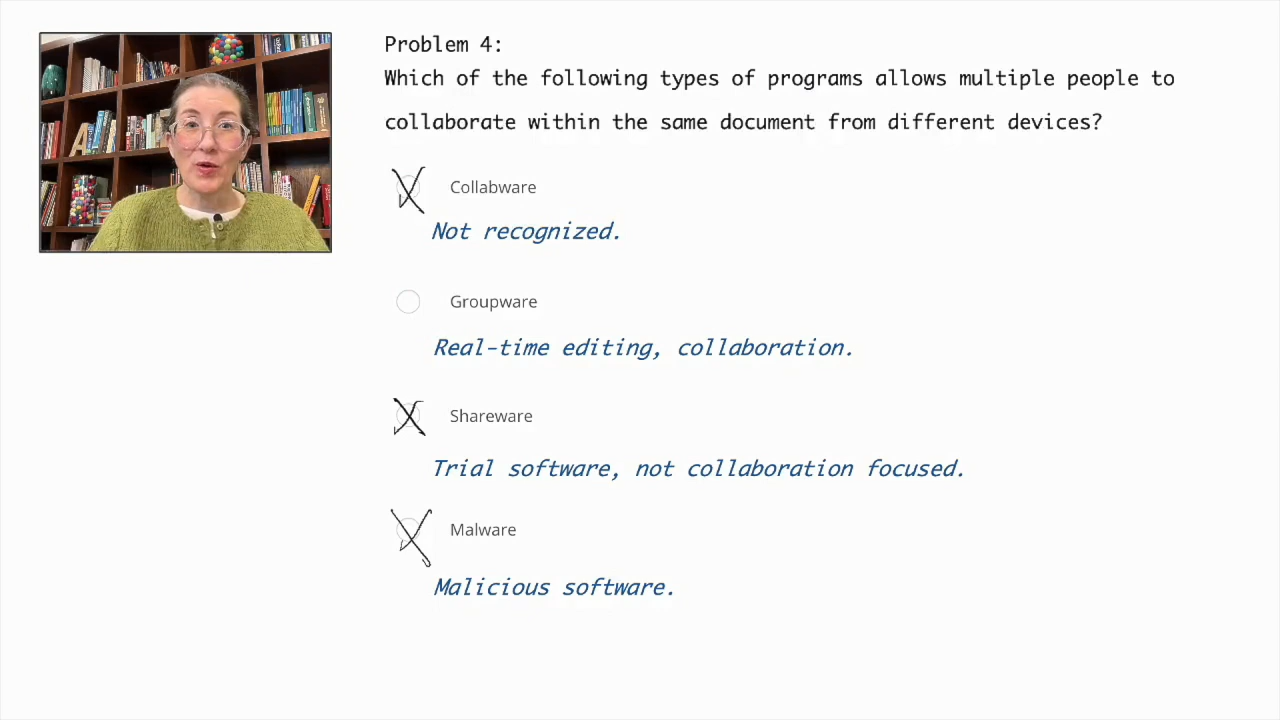 Problem 4:
Which of the following types of programs allows multiple people to
collaborate within the same document from different devices?
Collabware
Not recognized.
Groupware
Real-time editing, collaboration.
Shareware
Trial software, not collaboration focused.
Malware
Malicious software.